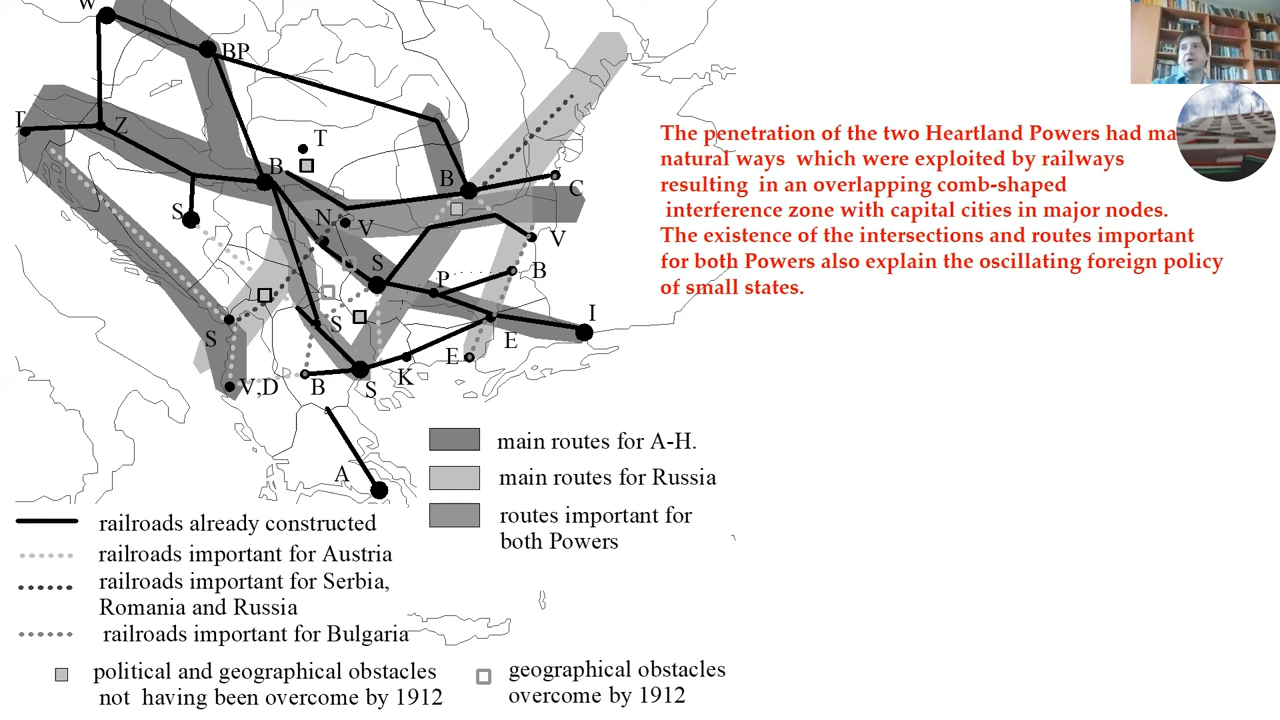 W
BP
The penetration of the two Heartland Powers had
natural ways which were exploited by railways
resulting in an overlapping comb-shaped
interference zone with capital cities in major nodes.
The existence of the intersections and routes important
for both Powers also explain the oscillating foreign policy
of small states.
Z
T
B
B
C
S
N
V
V
S
P
B
S
S
I
E
E
K
V,D
B
S
A
main routes for A-H.
main routes for Russia
routes important for
both Powers
railroads already constructed
railroads important for Austria
railroads important for Serbia,
Romania and Russia
railroads important for Bulgaria
political and geographical obstacles
not having been overcome by 1912
geographical obstacles
overcome by 1912